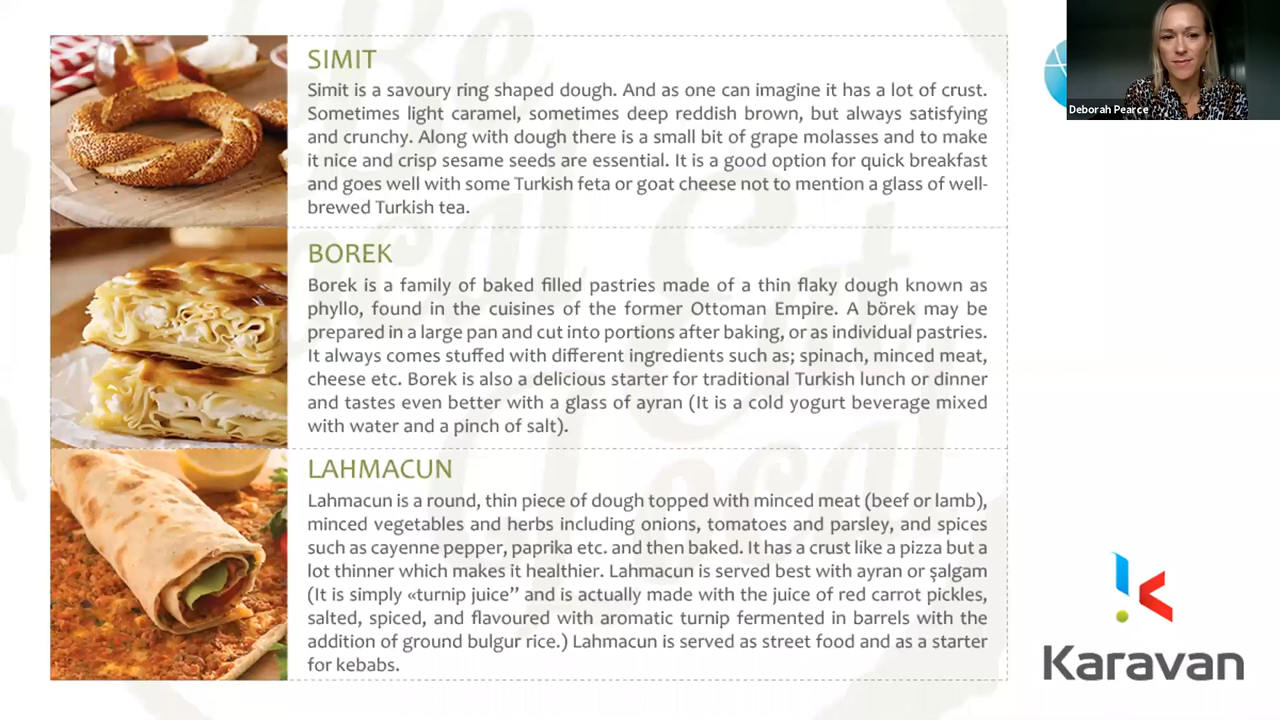 SIMIT
Simit is a savoury ring shaped dough. And as one can imagine it has a lot of crust.
Sometimes light caramel, sometimes deep reddish brown, but always satisfying
and crunchy. Along with dough there is a small bit of grape molasses and to make
it nice and crisp sesame seeds are essential. It is a good option for quick breakfast
and goes well with some Turkish feta or goat cheese not to mention a glass of well-
brewed Turkish tea.
Deborah Pearce
BOREK
Borek is a family of baked filled pastries made of a thin flaky dough known as
phyllo, found in the cuisines of the former Ottoman Empire. A börek may be
prepared in a large pan and cut into portions after baking, or as individual pastries.
It always comes stuffed with different ingredients such as; spinach, minced meat,
cheese etc. Borek is also a delicious starter for traditional Turkish lunch or dinner
and tastes even better with a glass of ayran (It is a cold yogurt beverage mixed
with water and a pinch of salt).
LAHMACUN
Lahmacun is a round, thin piece of dough topped with minced meat (beef or lamb),
minced vegetables and herbs including onions, tomatoes and parsley, and spices
such as cayenne pepper, paprika etc. and then baked. It has a crust like a pizza but a
lot thinner which makes it healthier. Lahmacun is served best with ayran or şalgam
(It is simply «turnip juice” and is actually made with the juice of red carrot pickles,
salted, spiced, and flavoured with aromatic turnip fermented in barrels with the
addition of ground bulgur rice.) Lahmacun is served as street food and as a starter
for kebabs.
Karavan